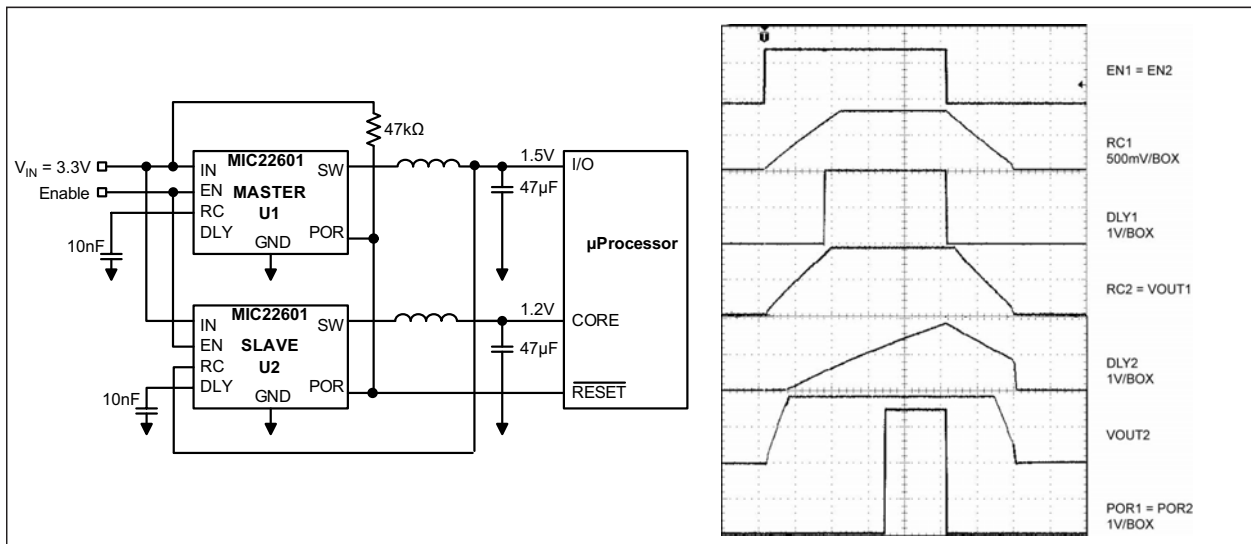 47kΩ
V_IN = 3.3V
Enable
IN
EN
RC
DLY
MIC22601
MASTER
U1
GND
SW
POR
10nF
1.5V
47µF
I/O
µProcessor
IN
EN
RC
DLY
MIC22601
SLAVE
U2
GND
SW
POR
10nF
1.2V
47µF
CORE
RESET
T
EN1 = EN2
RC1
500mV/BOX
DLY1
1V/BOX
RC2 = VOUT1
DLY2
1V/BOX
VOUT2
POR1 = POR2
1V/BOX